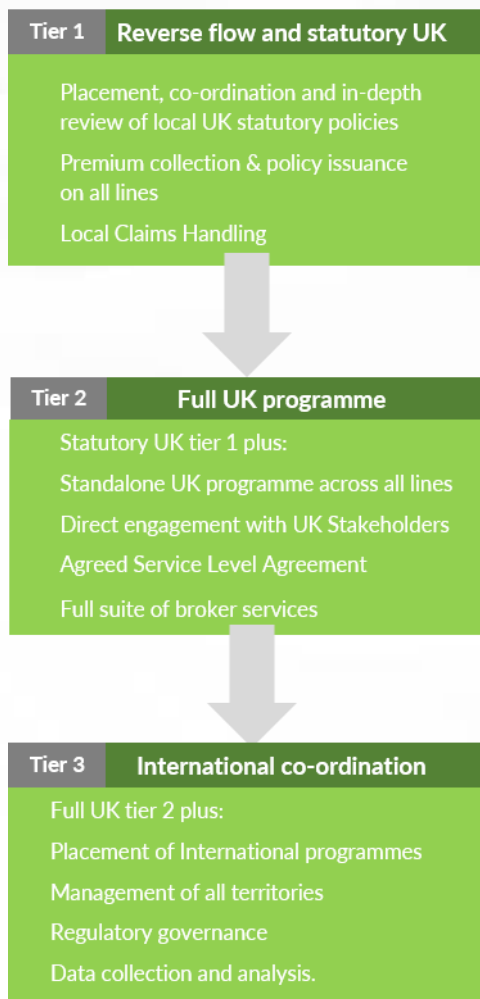 Tier 1
Reverse flow and statutory UK
Placement, co-ordination and in-depth
review of local UK statutory policies
Premium collection & policy issuance
on all lines
Local Claims Handling
Tier 2
Full UK programme
Statutory UK tier 1 plus:
Standalone UK programme across all lines
Direct engagement with UK Stakeholders
Agreed Service Level Agreement
Full suite of broker services
Tier 3
International co-ordination
Full UK tier 2 plus:
Placement of International programmes
Management of all territories
Regulatory governance
Data collection and analysis.